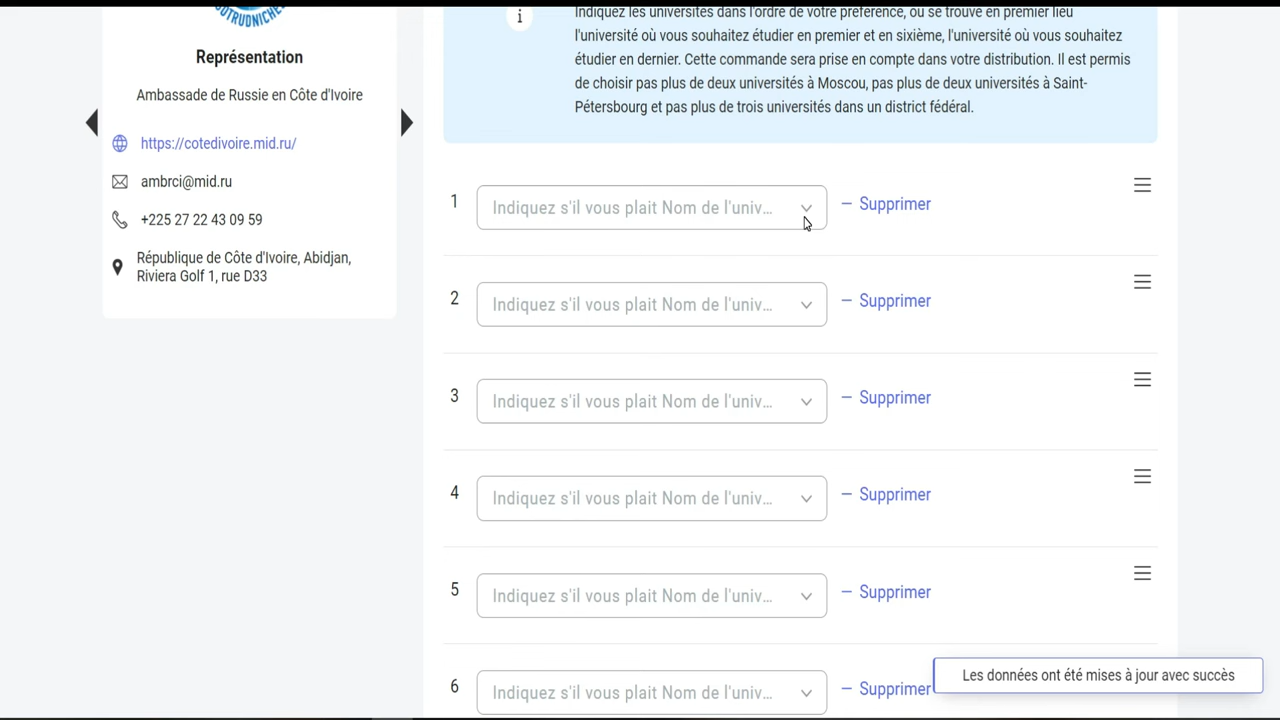 OUTRUDNICHE
Représentation
Ambassade de Russie en Côte d'Ivoire
https://cotedivoire.mid.ru/
ambrci@mid.ru
+225 27 22 43 09 59
République de Côte d'Ivoire, Abidjan,
Riviera Golf 1, rue D33
i
Indiquez les universités dans l'ordre de votre préférence, ou se trouve en premier lieu
l'université où vous souhaitez étudier en premier et en sixième, l'université où vous souhaitez
étudier en dernier. Cette commande sera prise en compte dans votre distribution. Il est permis
de choisir pas plus de deux universités à Moscou, pas plus de deux universités à Saint-
Pétersbourg et pas plus de trois universités dans un district fédéral.
1 Indiquez s'il vous plait Nom de l'univ... — Supprimer
2 Indiquez s'il vous plait Nom de l'univ... — Supprimer
3 Indiquez s'il vous plait Nom de l'univ... — Supprimer
4 Indiquez s'il vous plait Nom de l'univ... — Supprimer
5 Indiquez s'il vous plait Nom de l'univ... — Supprimer
6 Indiquez s'il vous plait Nom de l'univ... — Supprimer
Les données ont été mises à jour avec succès